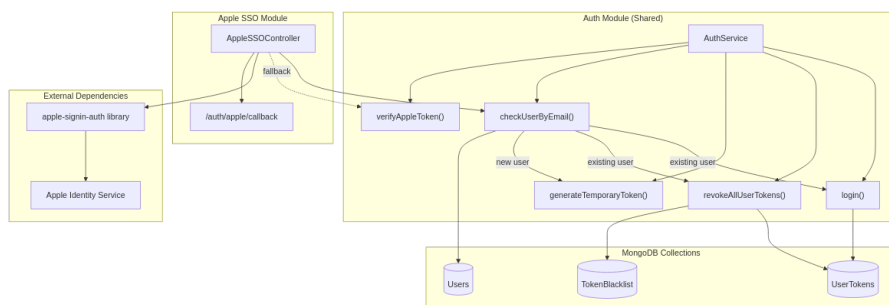 Apple SSO Module
Auth Module (Shared)
AppleSSOController
AuthService
fallback
External Dependencies
apple-signin-auth library
/auth/apple/callback
verifyAppleToken()
checkUserByEmail()
new user
existing user
existing user
Apple Identity Service
generateTemporaryToken()
revokeAllUserTokens()
login()
MongoDB Collections
Users
TokenBlacklist
UserTokens